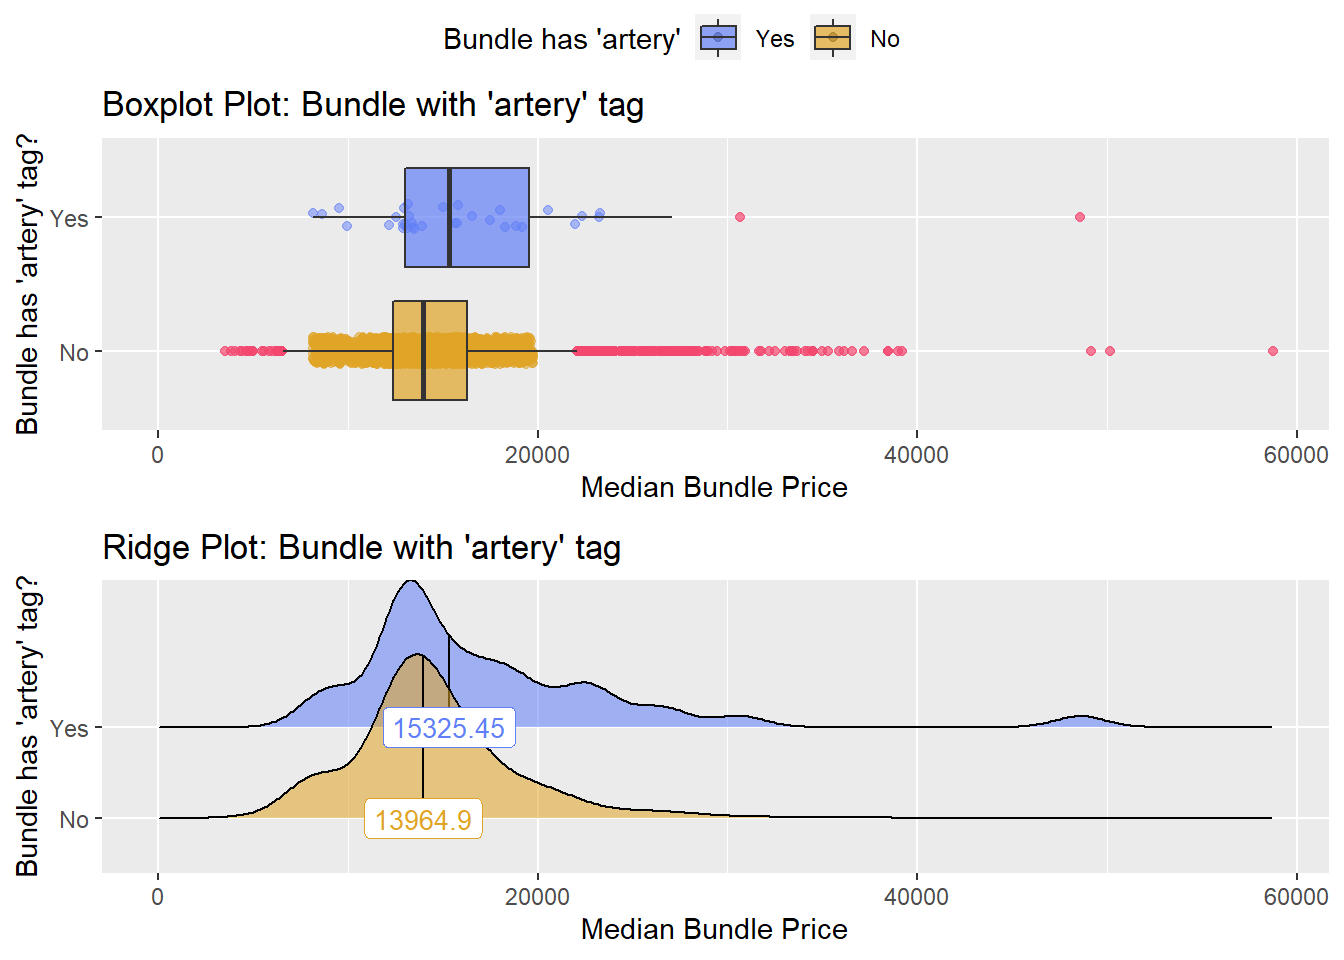 Bundle has 'artery' Yes No
Boxplot Plot: Bundle with 'artery' tag
Bundle has 'artery' tag?
Yes
No
0 20000 40000 60000
Median Bundle Price
Ridge Plot: Bundle with 'artery' tag
Bundle has 'artery' tag?
Yes
15325.45
No
13964.9
0 20000 40000 60000
Median Bundle Price